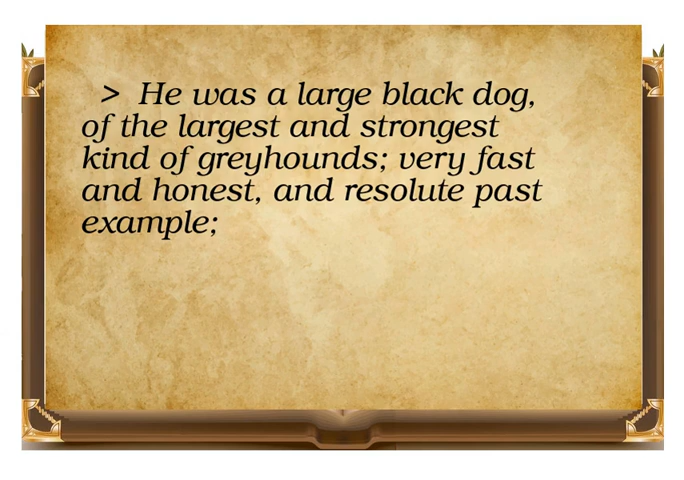 > He was a large black dog,
of the largest and strongest
kind of greyhounds; very fast
and honest, and resolute past
example;